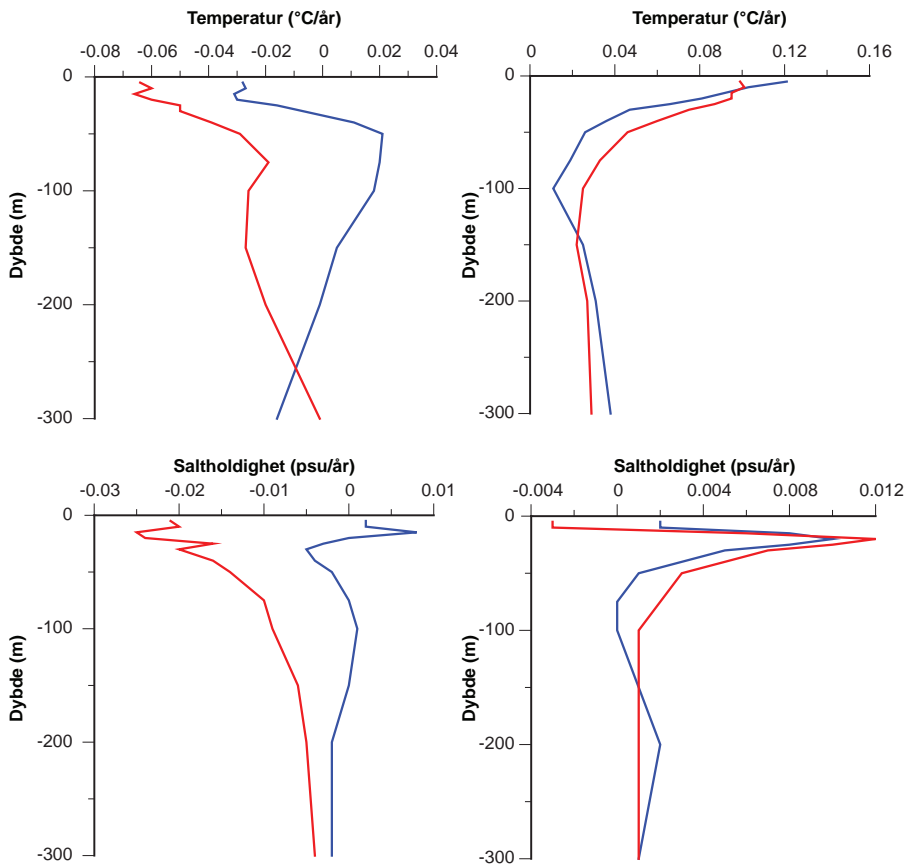 Temperatur (°C/år)
-0.08 -0.06 -0.04 -0.02 0 0.02 0.04
0
-100
-200
-300
Dybde (m)
Temperatur (°C/år)
0 0.04 0.08 0.12 0.16
0
-100
-200
-300
Dybde (m)
Saltholdighet (psu/år)
-0.03 -0.02 -0.01 0 0.01
0
-100
-200
-300
Dybde (m)
Saltholdighet (psu/år)
-0.004 0 0.004 0.008 0.012
0
-100
-200
-300
Dybde (m)